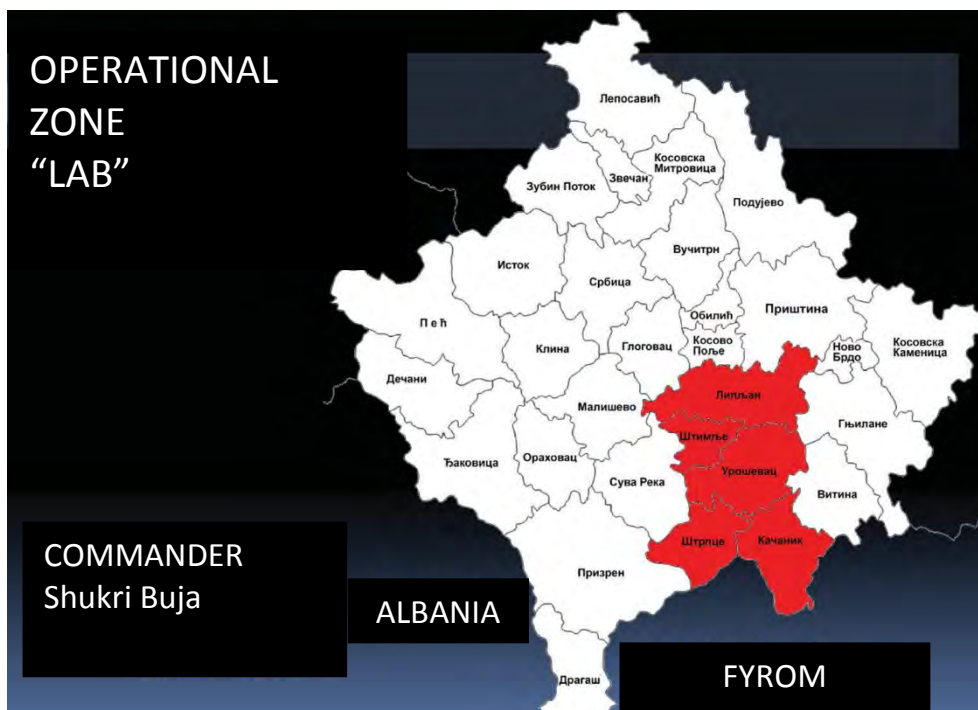 OPERATIONAL
ZONE
“LAB”
Лепосавић
Косовска
Митровица
Звечан
Зубин Поток
Подујево
Вучитрн
Исток
Србица
Приштина
Обилић
Пећ
Клина
Глоговац
Косово
Поље
Ново
Брдо
Косовска
Каменица
Дечани
Липљан
Малишево
Гњилане
Штимље
Ђаковица
Ораховац
Урошевац
Сува Река
Витина
Штрпце
Качаник
Призрен
Драгаш
COMMANDER
Shukri Buja
ALBANIA
FYROM